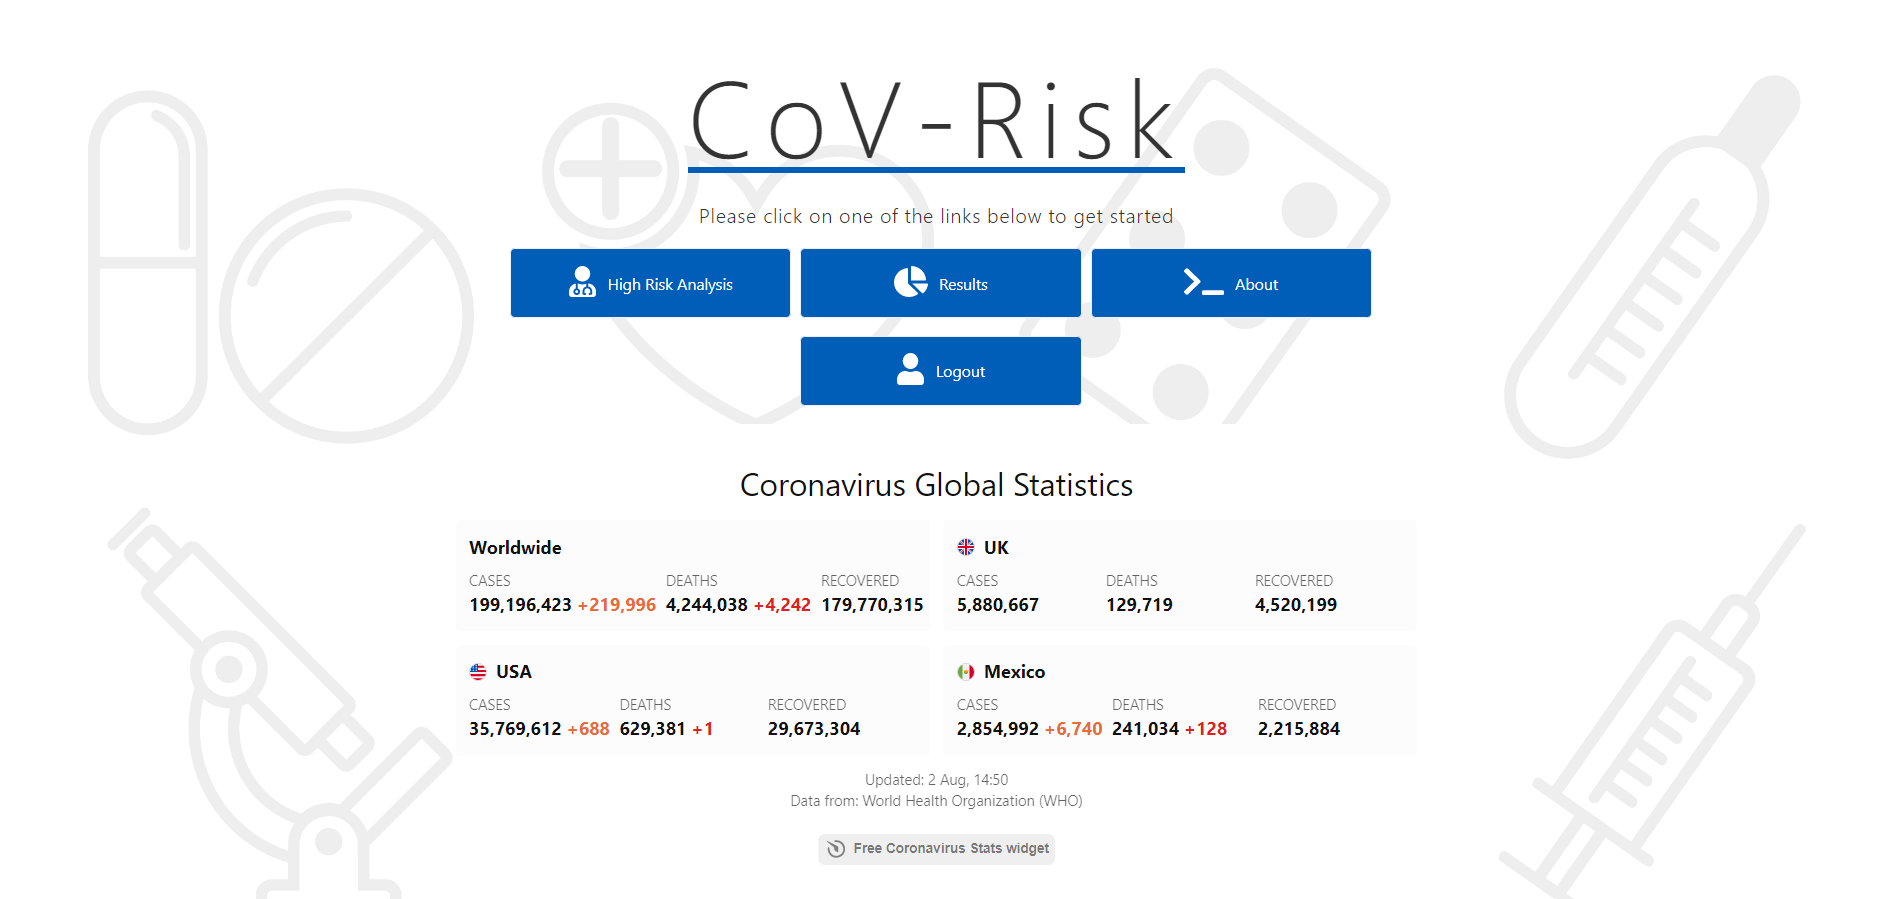 CoV-Risk
Please click on one of the links below to get started
High Risk Analysis
Results
About
Logout
Coronavirus Global Statistics
Worldwide
CASES DEATHS RECOVERED
199,196,423 +219,996 4,244,038 +4,242 179,770,315
UK
CASES DEATHS RECOVERED
5,880,667 129,719 4,520,199
USA
CASES DEATHS RECOVERED
35,769,612 +688 629,381 +1 29,673,304
Mexico
CASES DEATHS RECOVERED
2,854,992 +6,740 241,034 +128 2,215,884
Updated: 2 Aug, 14:50
Data from: World Health Organization (WHO)
Free Coronavirus Stats widget